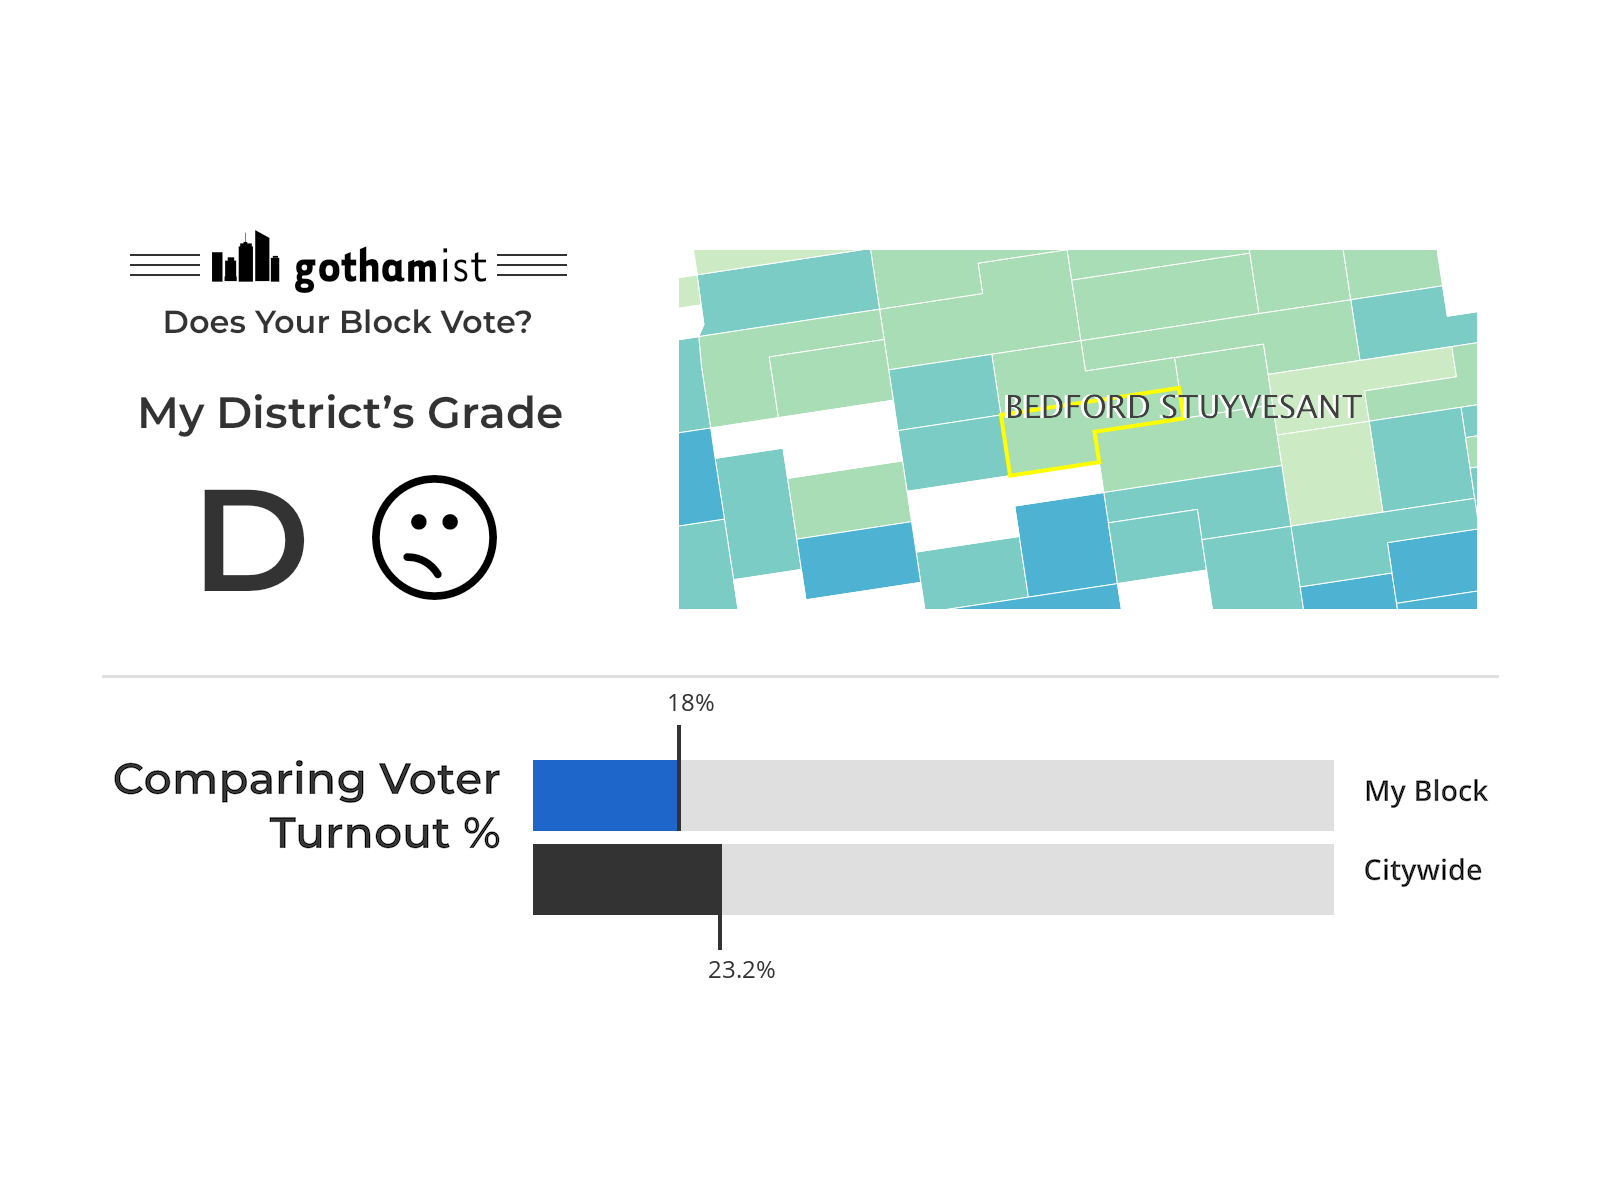 gothamist
Does Your Block Vote?
My District's Grade
D
BEDFORD STUYVESANT
18%
Comparing Voter
Turnout %
My Block
Citywide
23.2%